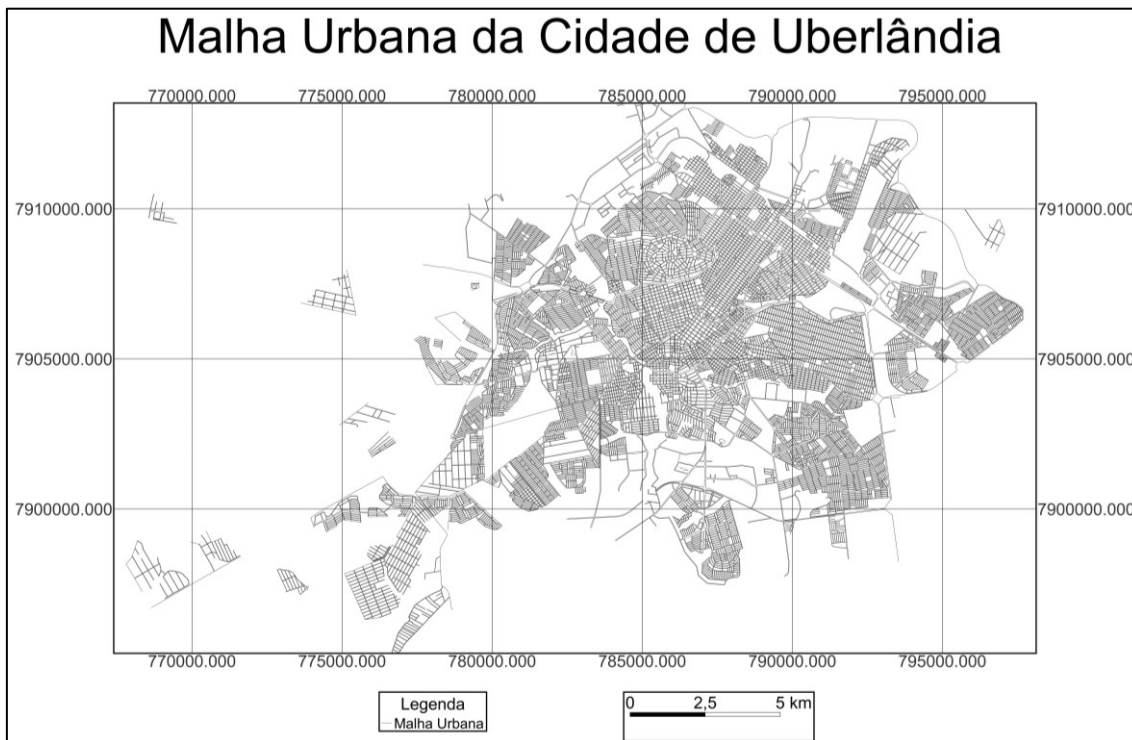 Malha Urbana da Cidade de Uberlândia
770000.000 775000.000 780000.000 785000.000 790000.000 795000.000
7910000.000 7910000.000
7905000.000 7905000.000
7900000.000 7900000.000
770000.000 775000.000 780000.000 785000.000 790000.000 795000.000
Legenda
Malha Urbana
0 2,5 5 km